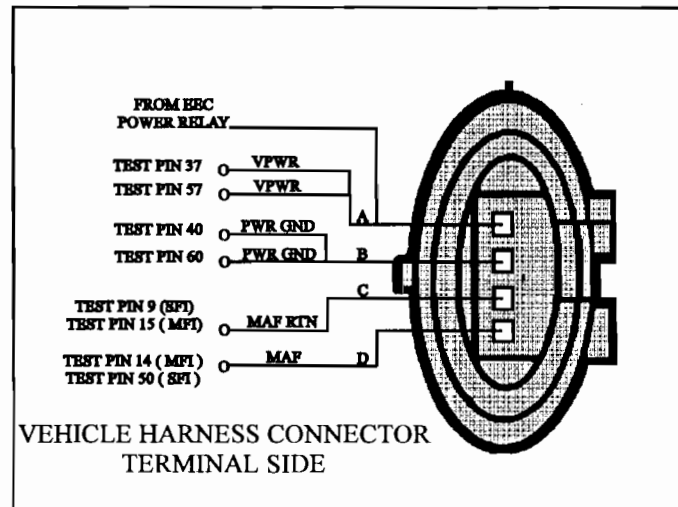 FROM EEC
POWER RELAY
TEST PIN 37 VPWR
TEST PIN 57 VPWR
A
TEST PIN 40 PWR GND
TEST PIN 60 PWR GND B
C
TEST PIN 9 (SFI)
TEST PIN 15 ( MFI ) MAF RTN
TEST PIN 14 ( MFI ) MAF D
TEST PIN 50 ( SFI )
VEHICLE HARNESS CONNECTOR
TERMINAL SIDE